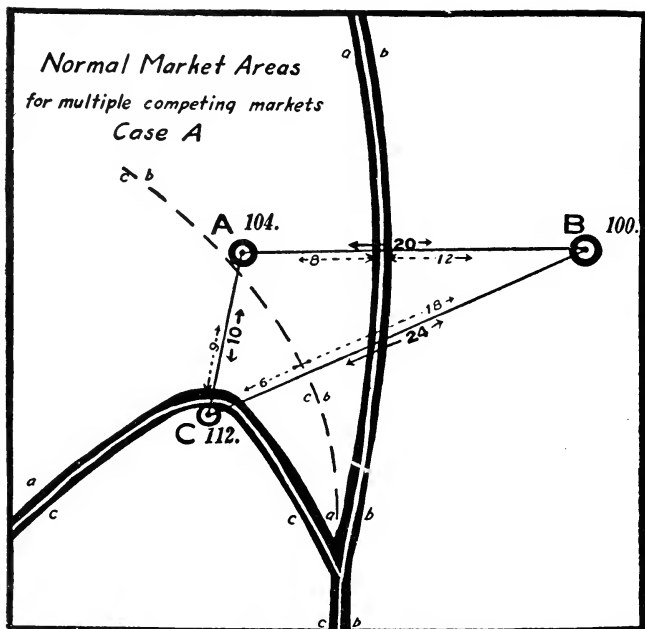 Normal Market Areas
for multiple competing markets
Case A
a b
c b
A 104.
B 100.
20
8 12
18
10
9
24
6
c b
C 112.
a
c
c
a b
c b